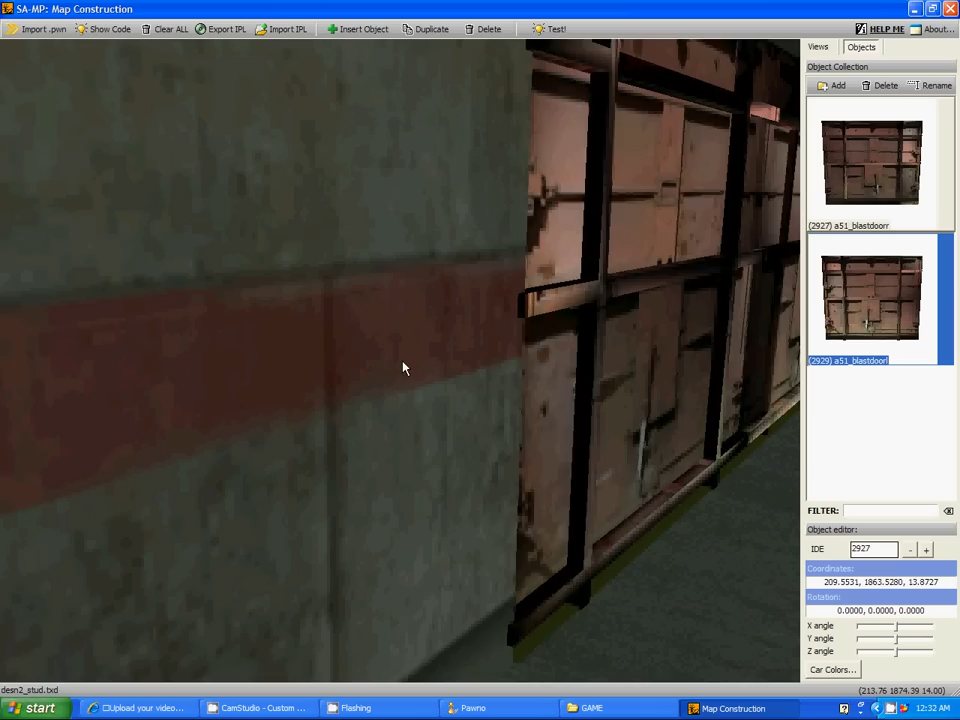 SA-MP: Map Construction
Import .pwn Show Code Clear ALL Export IPL Import IPL Insert Object Duplicate Delete Test! HELP ME About...
Views Objects
Object Collection
Add Delete Rename
(2927) a51_blastdoorr
(2929) a51_blastdoorl
FILTER:
Object editor:
IDE 2927 - +
Coordinates:
209.5531, 1863.5280, 13.8727
Rotation:
0.0000, 0.0000, 0.0000
X angle
Y angle
Z angle
Car Colors...
desn2_stud.txd (213.76 1874.39 14.00)
start Upload your video... CamStudio - Custom ... Flashing Pawno GAME Map Construction 12:32 AM